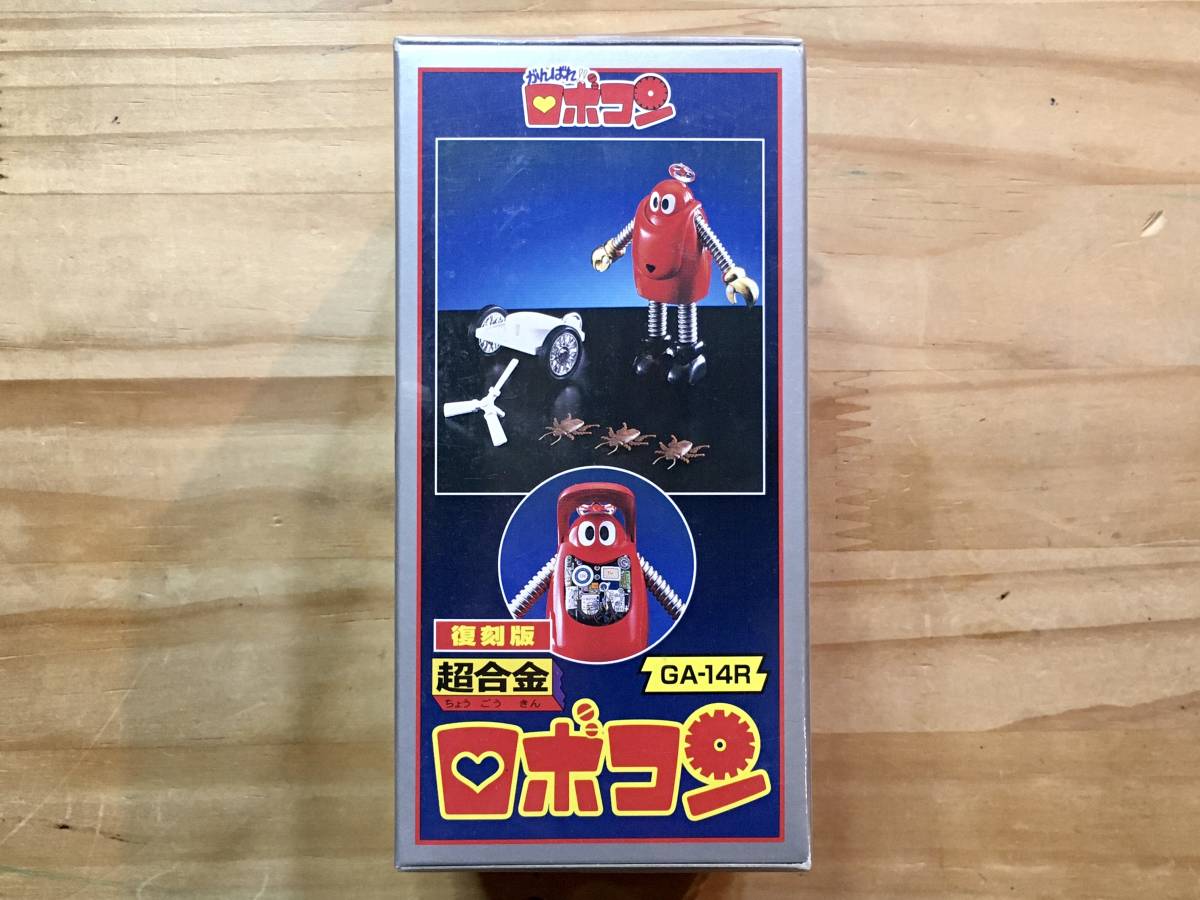 がんばれ!!
ロボコン
復刻版
超合金
ちょう ごう きん
GA-14R
ロボコン